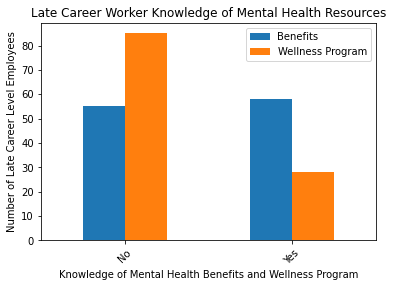 Late Career Worker Knowledge of Mental Health Resources
Benefits
Wellness Program
Number of Late Career Level Employees
80
70
60
50
40
30
20
10
0
No
Yes
Knowledge of Mental Health Benefits and Wellness Program